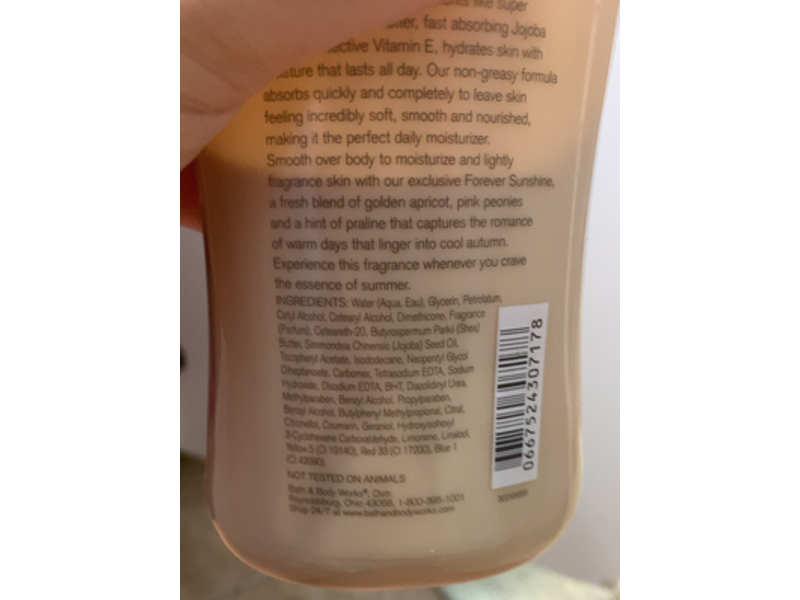 like super
fast absorbing Jojoba
Vitamin E, hydrates skin with
that lasts all day. Our non-greasy formula
absorbs quickly and completely to leave skin
feeling incredibly soft, smooth and nourished,
making it the perfect daily moisturizer.
Smooth over body to moisturize and lightly
fragrance skin with our exclusive Forever Sunshine,
a fresh blend of golden apricot, pink peonies
and a hint of praline that captures the romance
of warm days that linger into cool autumn.
Experience this fragrance whenever you crave
the essence of summer.
INGREDIENTS: Water (Aqua, Eau), Glycerin, Petrolatum,
Cetyl Alcohol, Cetearyl Alcohol, Dimethicone, Fragrance
(Parfum), Ceteareth-20, Butyrospermum Parkii (Shea)
Butter, Simmondsia Chinensis (Jojoba) Seed Oil,
Tocopheryl Acetate, Isododecane, Neopentyl Glycol
Diheptanoate, Carbomer, Tetrasodium EDTA, Sodium
Hydroxide, Disodium EDTA, BHT, Diazolidinyl Urea,
Methylparaben, Benzyl Alcohol, Propylparaben,
Benzyl Alcohol, Butylphenyl Methylpropional, Citral,
Citronellol, Coumarin, Geraniol, Hydroxyisohexyl
3-Cyclohexene Carboxaldehyde, Limonene, Linalool,
Yellow 5 (CI 19140), Red 33 (CI 17200), Blue 1
(CI 42090).
NOT TESTED ON ANIMALS
Bath & Body Works®, Distr.
Reynoldsburg, Ohio 43068 1-800-395-1001
Shop 24/7 at www.bathandbodyworks.com
0667524307178